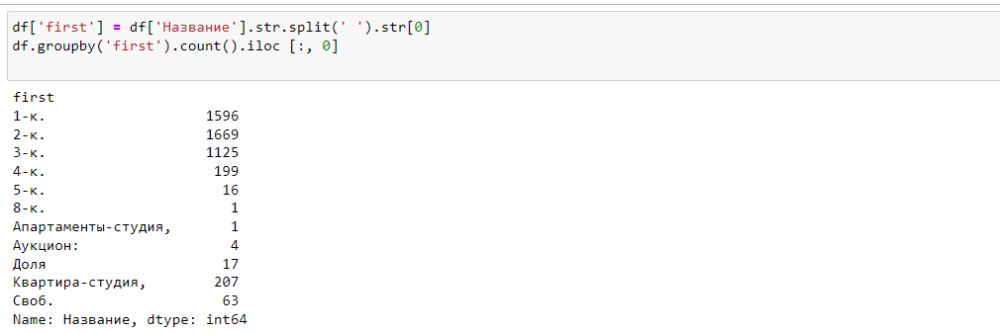 df['first'] = df['Название'].str.split(' ').str[0]
df.groupby('first').count().iloc [:, 0]
first
1-к. 1596
2-к. 1669
3-к. 1125
4-к. 199
5-к. 16
8-к. 1
Апартаменты-студия, 1
Аукцион: 4
Доля 17
Квартира-студия, 207
Своб. 63
Name: Название, dtype: int64